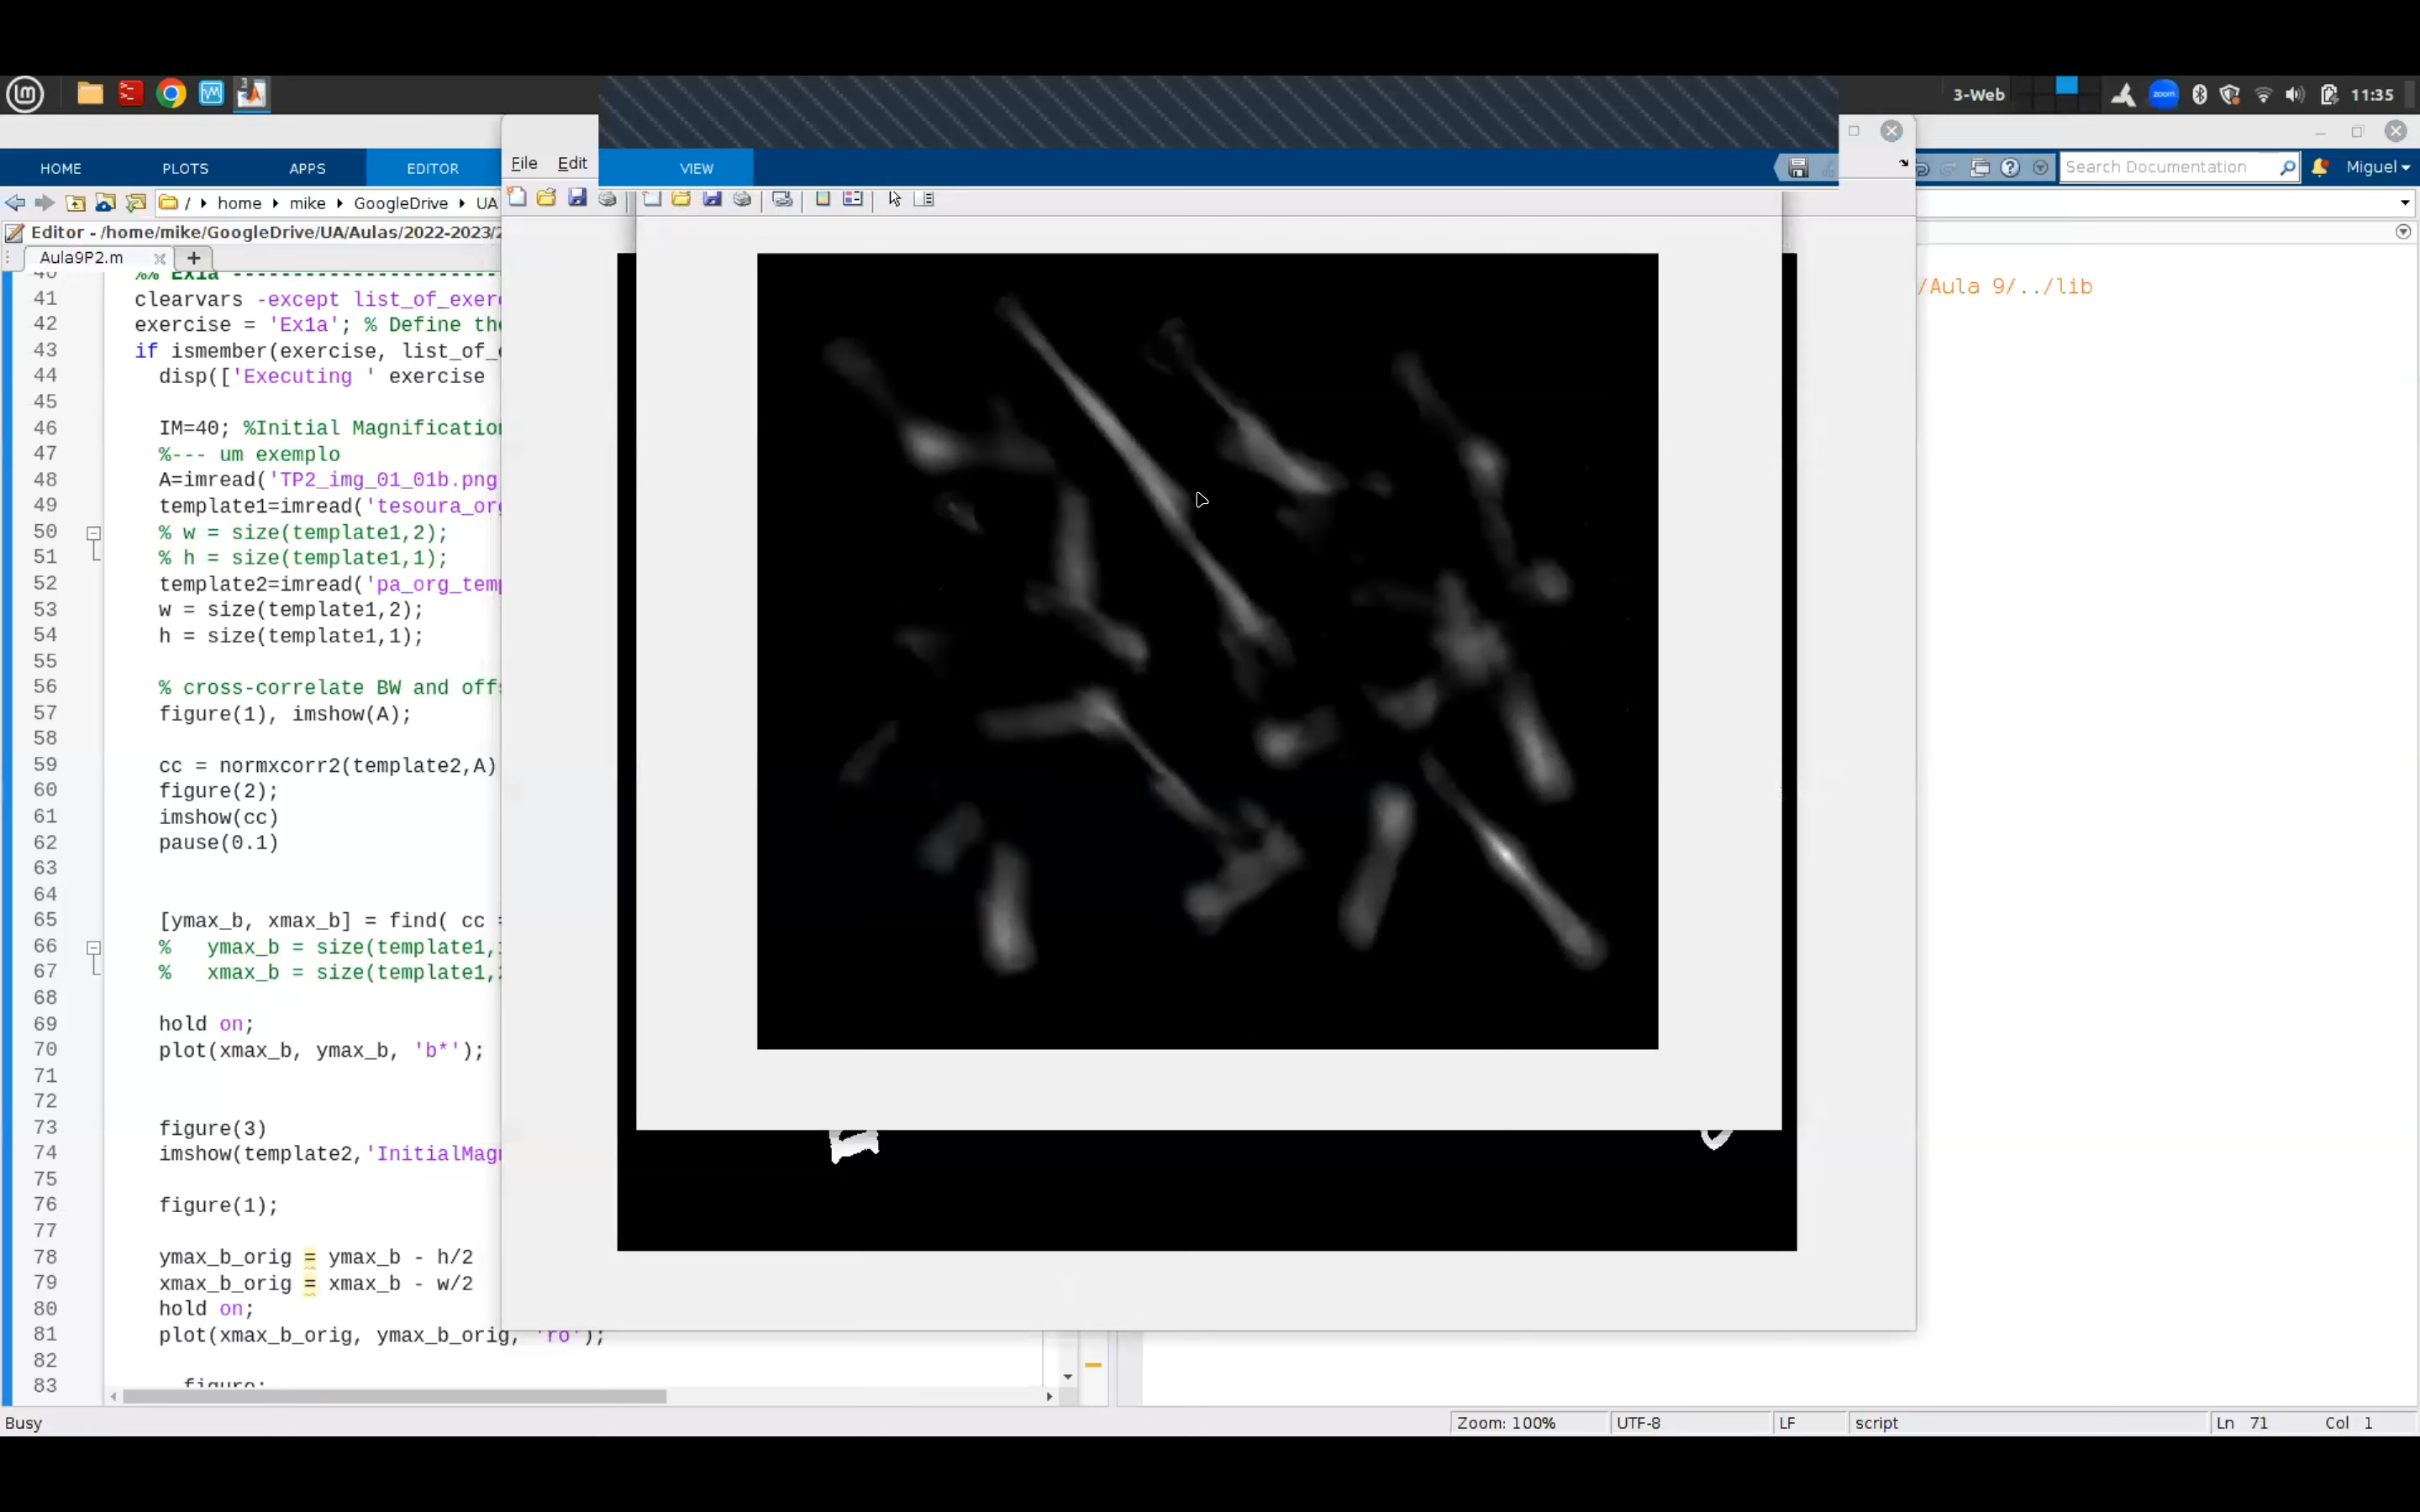 3-Web
zoom
11:35
File Edit
HOME PLOTS APPS EDITOR VIEW
Search Documentation
Miguel
/ home mike GoogleDrive UA
Editor - /home/mike/GoogleDrive/UA/Aulas/2022-2023/
Aula9P2.m
+
/Aula 9/../lib
40 %% Ex1a -----------------------
41 clearvars -except list_of_exer
42 exercise = 'Ex1a'; % Define the
43 if ismember(exercise, list_of_
44 disp(['Executing ' exercise
45
46 IM=40; %Initial Magnification
47 %--- um exemplo
48 A=imread('TP2_img_01_01b.png
49 template1=imread('tesoura_org
50 % w = size(template1,2);
51 % h = size(template1,1);
52 template2=imread('pa_org_temp
53 w = size(template1,2);
54 h = size(template1,1);
55
56 % cross-correlate BW and offs
57 figure(1), imshow(A);
58
59 cc = normxcorr2(template2,A)
60 figure(2);
61 imshow(cc)
62 pause(0.1)
63
64
65 [ymax_b, xmax_b] = find( cc =
66 % ymax_b = size(template1,
67 % xmax_b = size(template1,
68
69 hold on;
70 plot(xmax_b, ymax_b, 'b*');
71
72
73 figure(3)
74 imshow(template2,'InitialMagn
75
76 figure(1);
77
78 ymax_b_orig = ymax_b - h/2
79 xmax_b_orig = xmax_b - w/2
80 hold on;
81 plot(xmax_b_orig, ymax_b_orig, 'ro');
82
83 figure;
Busy
Zoom: 100% UTF-8 LF script Ln 71 Col 1